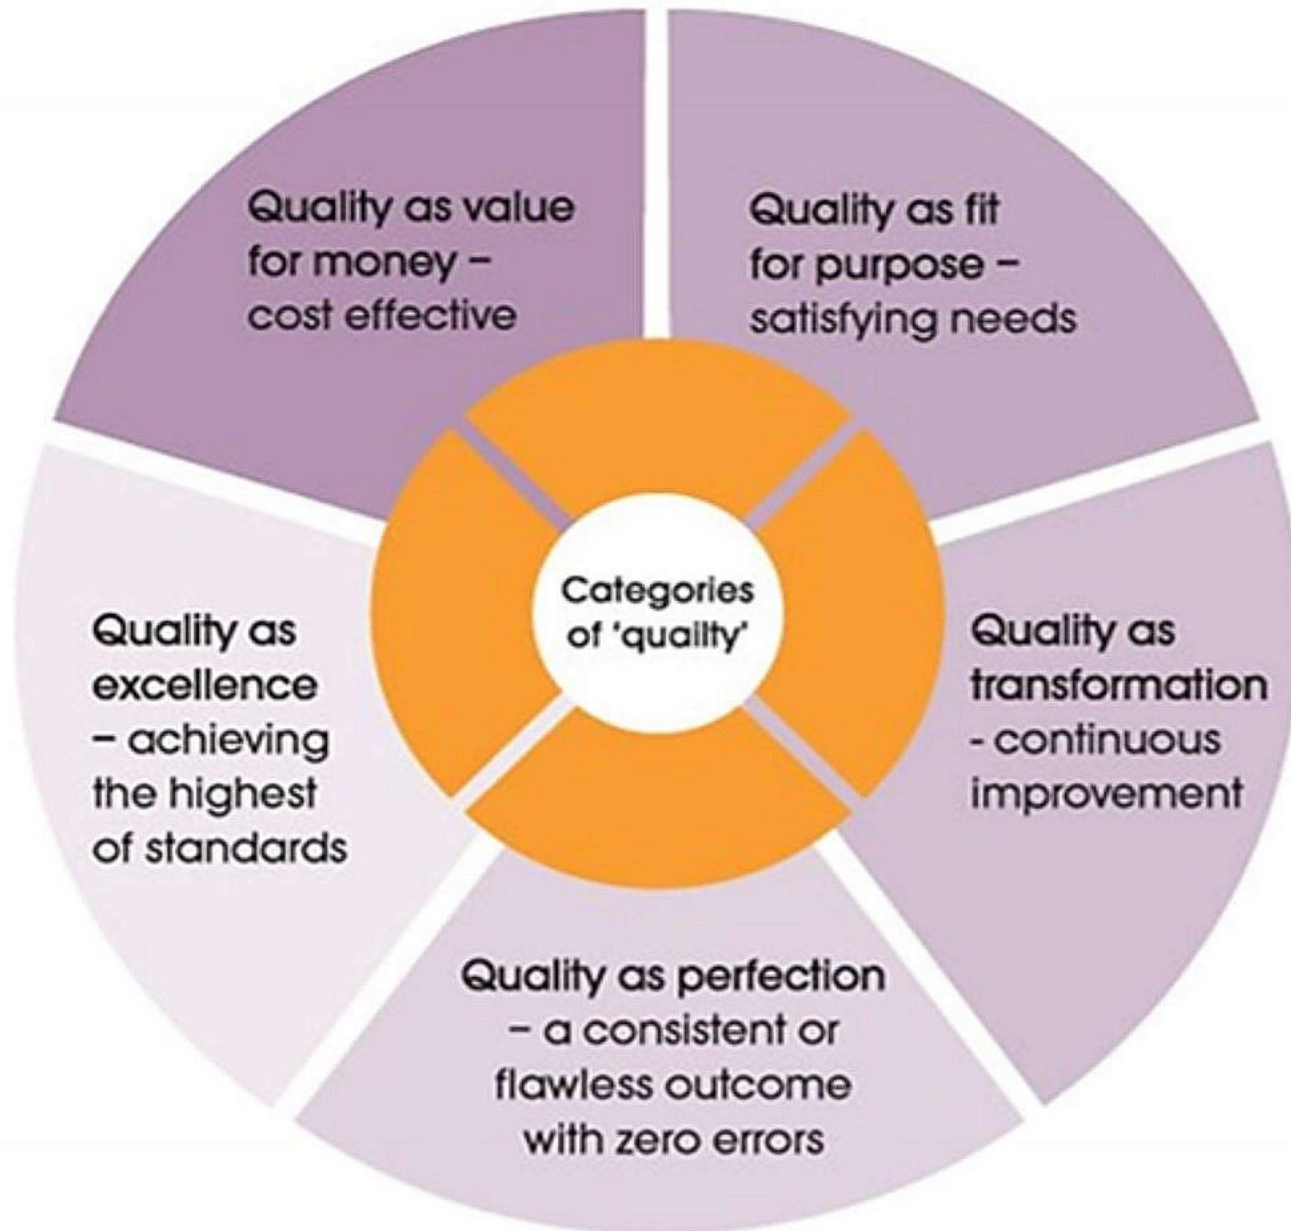 Quality as value
for money –
cost effective
Quality as fit
for purpose –
satisfying needs
Quality as
transformation
- continuous
improvement
Quality as perfection
– a consistent or
flawless outcome
with zero errors
Quality as
excellence
– achieving
the highest
of standards
Categories
of 'quailty'